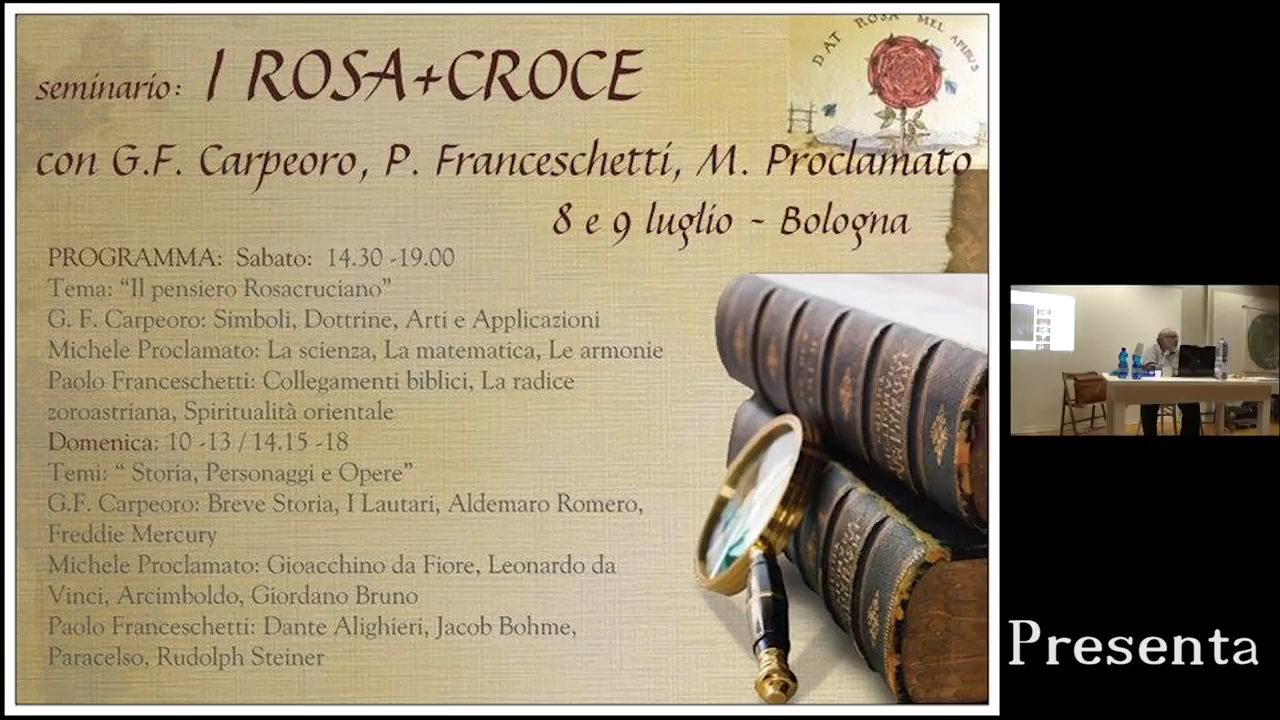 DAT ROSA MEL APIBUS
seminario: I ROSA+CROCE
con G.F. Carpeoro, P. Franceschetti, M. Proclamato
8 e 9 luglio - Bologna
PROGRAMMA: Sabato: 14.30 -19.00
Tema: “Il pensiero Rosacruciano”
G. F. Carpeoro: Simboli, Dottrine, Arti e Applicazioni
Michele Proclamato: La scienza, La matematica, Le armonie
Paolo Franceschetti: Collegamenti biblici, La radice
zoroastriana, Spiritualità orientale
Domenica: 10 -13 / 14.15 -18
Temi: “ Storia, Personaggi e Opere”
G.F. Carpeoro: Breve Storia, I Lautari, Aldemaro Romero,
Freddie Mercury
Michele Proclamato: Gioacchino da Fiore, Leonardo da
Vinci, Arcimboldo, Giordano Bruno
Paolo Franceschetti: Dante Alighieri, Jacob Bohme,
Paracelso, Rudolph Steiner
Presenta